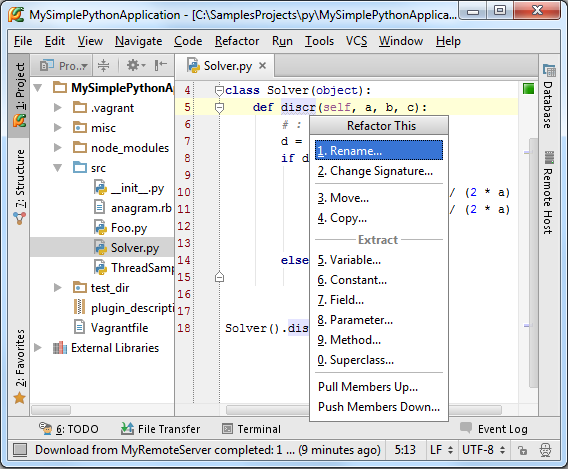 MySimplePythonApplication - [C:\SamplesProjects\py\MySimplePythonApplica...
File Edit View Navigate Code Refactor Run Tools VCS Window Help
1: Project
7: Structure
2: Favorites
Pro...
MySimplePythonA
.vagrant
misc
node_modules
src
__init__.py
anagram.rb
Foo.py
Solver.py
ThreadSamp
test_dir
plugin_descripti
Vagrantfile
External Libraries
Solver.py
4 class Solver(object):
5 def discr(self, a, b, c):
6 # :
7 d =
8 if d
9
10 / (2 * a)
11 / (2 * a)
12
13
14 else
15
16
17
18 Solver().dis
Refactor This
1. Rename...
2. Change Signature...
3. Move...
4. Copy...
Extract
5. Variable...
6. Constant...
7. Field...
8. Parameter...
9. Method...
0. Superclass...
Pull Members Up...
Push Members Down...
Database
Remote Host
6: TODO File Transfer Terminal Event Log
Download from MyRemoteServer completed: 1 ... (9 minutes ago) 5:13 LF UTF-8